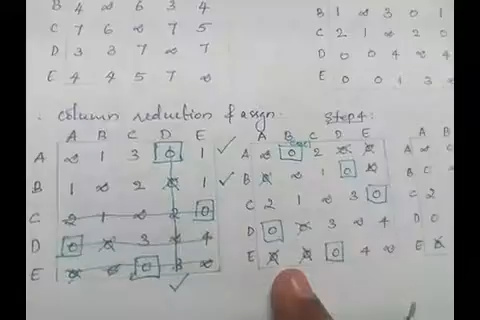 B 4 ∞ 6 3 4
C 7 6 ∞ 7 5
D 3 3 7 ∞ 7
E 4 4 5 7 ∞
B 1 ∞ 3 0 1
C 2 1 ∞ 2 0
D 0 0 4 ∞ 4
E 0 0 1 3
. Column reduction & assign.
A B C D E
A ∞ 1 3 0 1 ✓
B 1 ∞ 2 0 1 ✓
C 2 1 ∞ 2 0
D 0 0 3 ∞ 4
E 0 0 0 3 ∞
✓
Step 4:
A B C D E
A ∞ 0 2 0 0
B 0 ∞ 1 0 0
C 2 1 ∞ 3 0
D 0 0 3 ∞ 4
E 0 0 0 4 ∞
A B
A ∞
B 0
C 2
D 0
E 0